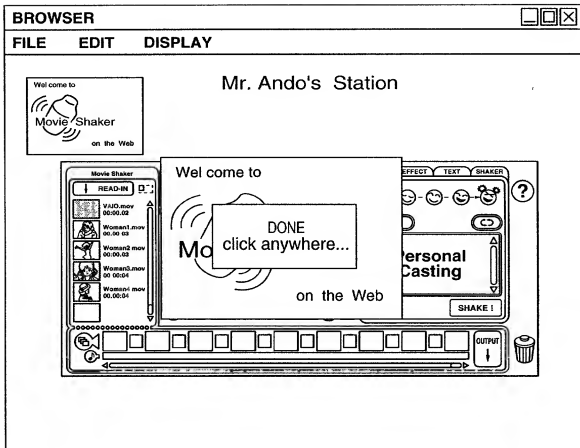 BROWSER
FILE EDIT DISPLAY
Mr. Ando's Station
Wel come to
Movie Shaker
on the Web
Movie Shaker
READ-IN
VAIO.mov
00:00.02
Woman1.mov
00.00 03
Woman2 mov
00:00.03
Woman3.mov
00 00:04
Woman4 mov
00:00:04
Wel come to
Mo
DONE
click anywhere...
on the Web
EFFECT TEXT SHAKER
?
Personal
Casting
SHAKE !
OUTPUT